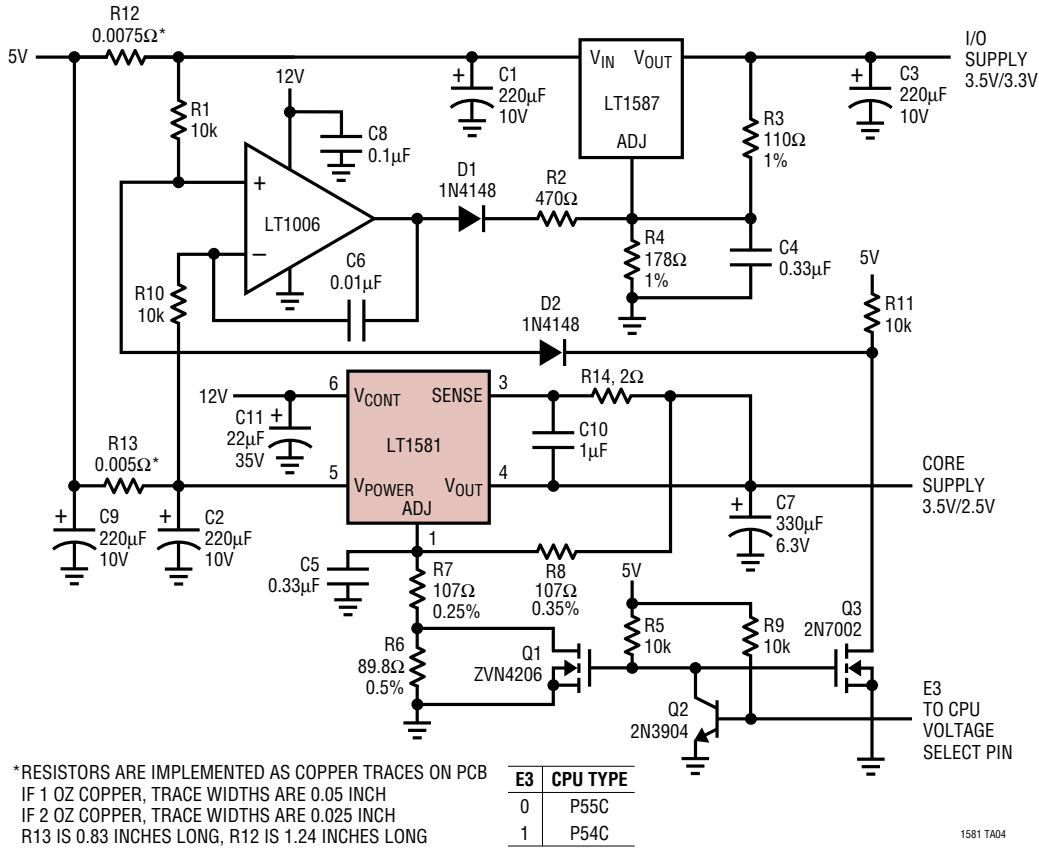 R12
0.0075Ω*
5V
R1
10k
12V
C8
0.1µF
C1
220µF
10V
VIN VOUT
LT1587
ADJ
C3
220µF
10V
I/O
SUPPLY
3.5V/3.3V
R3
110Ω
1%
LT1006
D1
1N4148
R2
470Ω
R4
178Ω
1%
C4
0.33µF
R10
10k
C6
0.01µF
D2
1N4148
5V
R11
10k
12V
C11
22µF
35V
6 VCONT SENSE 3
LT1581
5 VPOWER VOUT 4
ADJ
1
R14, 2Ω
C10
1µF
R13
0.005Ω*
C9
220µF
10V
C2
220µF
10V
CORE
SUPPLY
3.5V/2.5V
C7
330µF
6.3V
C5
0.33µF
R7
107Ω
0.25%
R8
107Ω
0.35%
R6
89.8Ω
0.5%
Q1
ZVN4206
5V
R5
10k
R9
10k
Q2
2N3904
Q3
2N7002
E3
TO CPU
VOLTAGE
SELECT PIN
*RESISTORS ARE IMPLEMENTED AS COPPER TRACES ON PCB
IF 1 OZ COPPER, TRACE WIDTHS ARE 0.05 INCH
IF 2 OZ COPPER, TRACE WIDTHS ARE 0.025 INCH
R13 IS 0.83 INCHES LONG, R12 IS 1.24 INCHES LONG
E3 CPU TYPE
0 P55C
1 P54C
1581 TA04